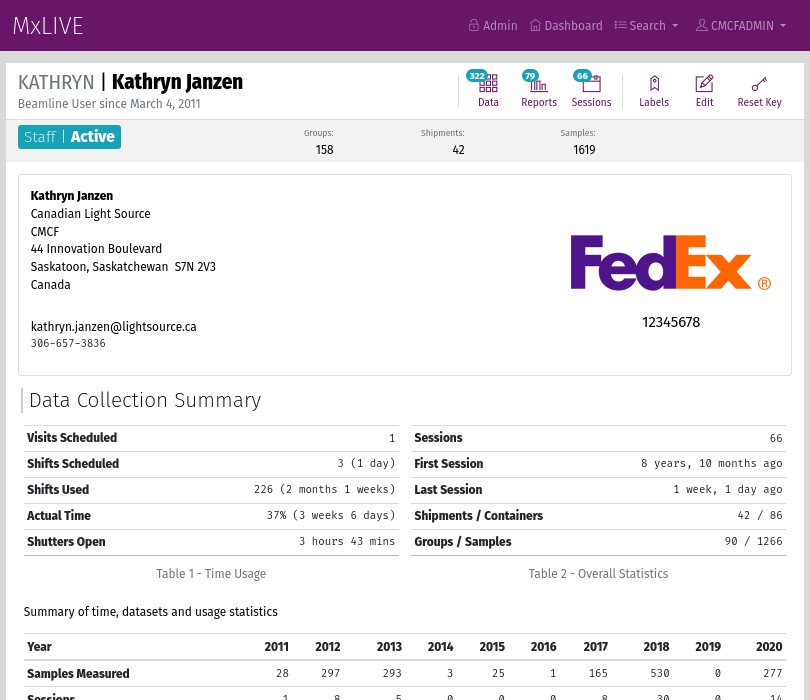 MxLIVE Admin Dashboard Search CMCFADMIN
KATHRYN | Kathryn Janzen
Beamline User since March 4, 2011
322 79 66
Data Reports Sessions Labels Edit Reset Key
Staff | Active
Groups: Shipments: Samples:
158 42 1619
Kathryn Janzen
Canadian Light Source
CMCF
44 Innovation Boulevard
Saskatoon, Saskatchewan S7N 2V3
Canada
kathryn.janzen@lightsource.ca
306-657-3836
FedEx ®
12345678
Data Collection Summary
Visits Scheduled 1
Shifts Scheduled 3 (1 day)
Shifts Used 226 (2 months 1 weeks)
Actual Time 37% (3 weeks 6 days)
Shutters Open 3 hours 43 mins
Table 1 - Time Usage
Sessions 66
First Session 8 years, 10 months ago
Last Session 1 week, 1 day ago
Shipments / Containers 42 / 86
Groups / Samples 90 / 1266
Table 2 - Overall Statistics
Summary of time, datasets and usage statistics
Year 2011 2012 2013 2014 2015 2016 2017 2018 2019 2020
Samples Measured 28 297 293 3 25 1 165 530 0 277
Sessions 1 8 5 0 0 0 8 30 0 14